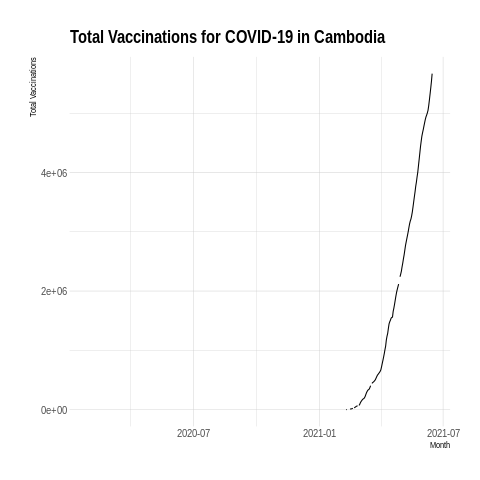 Total Vaccinations for COVID-19 in Cambodia
Total Vaccinations
4e+06
2e+06
0e+00
2020-07
2021-01
2021-07
Month